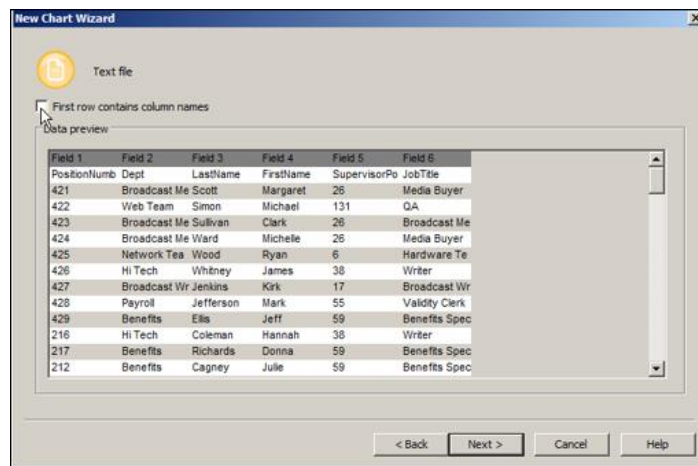 New Chart Wizard
Text file
First row contains column names
Data preview
Field 1 Field 2 Field 3 Field 4 Field 5 Field 6
PositionNumb Dept LastName FirstName SupervisorPo JobTitle
421 Broadcast Me Scott Margaret 26 Media Buyer
422 Web Team Simon Michael 131 QA
423 Broadcast Me Sullivan Clark 26 Broadcast Me
424 Broadcast Me Ward Michelle 26 Media Buyer
425 Network Tea Wood Ryan 6 Hardware Te
426 Hi Tech Whitney James 38 Writer
427 Broadcast Wr Jenkins Kirk 17 Broadcast Wr
428 Payroll Jefferson Mark 55 Validity Clerk
429 Benefits Ellis Jeff 59 Benefits Spec
216 Hi Tech Coleman Hannah 38 Writer
217 Benefits Richards Donna 59 Benefits Spec
212 Benefits Cagney Julie 59 Benefits Spec
< Back Next > Cancel Help